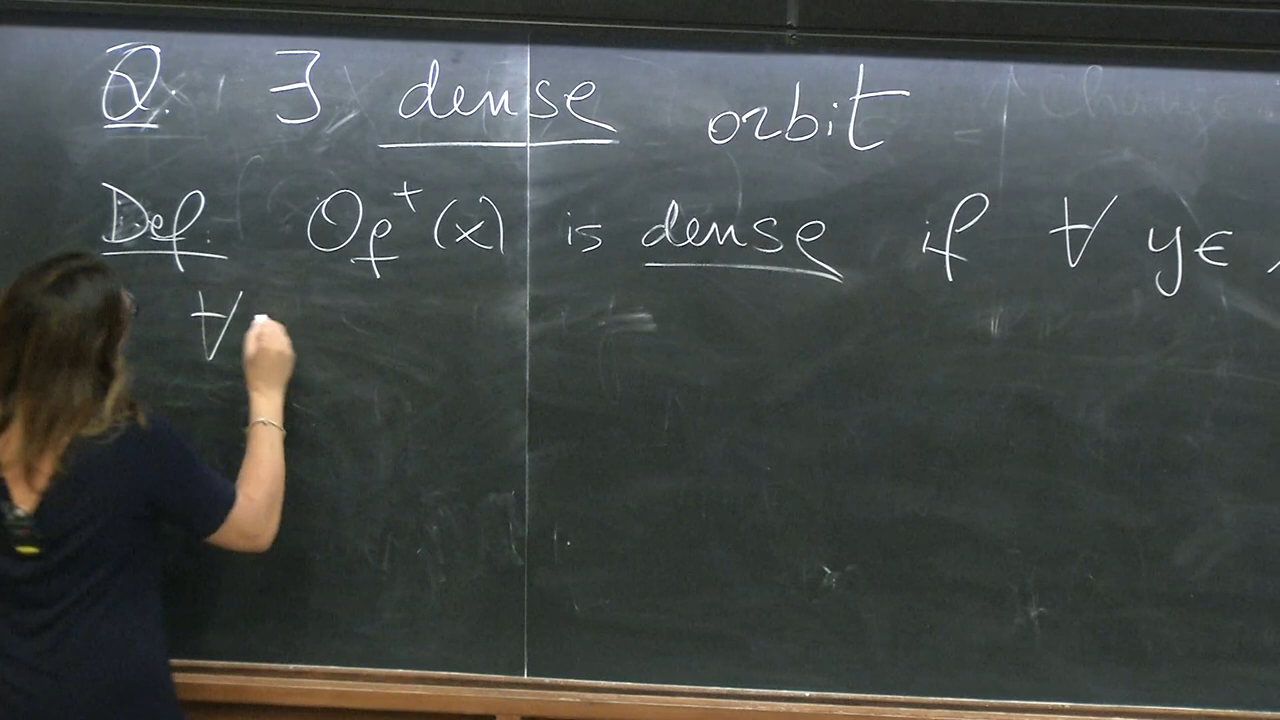 Q. ∃ dense orbit
Def. O_f^+(x) is dense if ∀ y ∈
∀